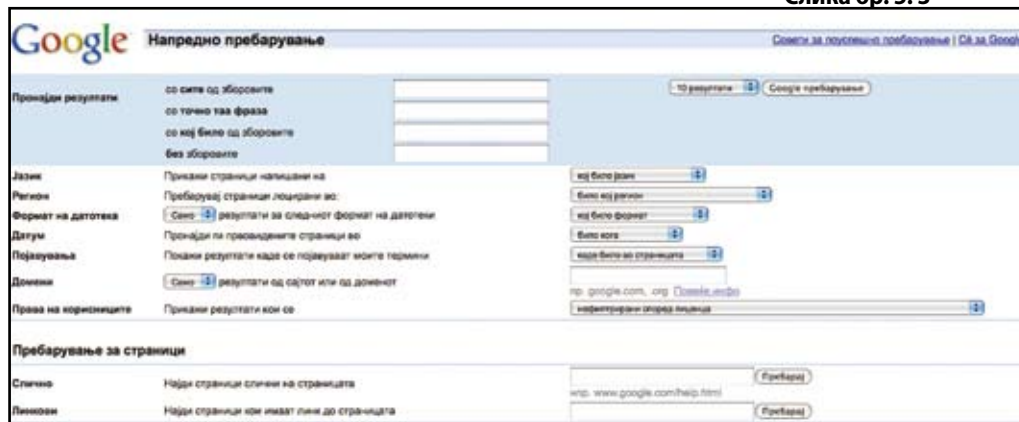 Слика бр. 5. 5
Google Напредно пребарување Совети за поуспешно пребарување | Сѐ за Google
Пронајди резултати со сите од зборовите 10 резултати Google пребарување
со точно таа фраза
со кој било од зборовите
без зборовите
Јазик Прикажи страници напишани на кој било јазик
Регион Пребарувај страници лоцирани во: било кој регион
Формат на датотека Само резултати за следниот формат на датотеки кој било формат
Датум Пронајди ги првовидените страници во било кога
Појавувања Покажи резултати каде се појавуваат моите термини каде било во страницата
Домени Само резултати од сајтот или од доменот
пр. google.com, .org Повеќе инфо
Права на корисниците Прикажи резултати кои се нефилтрирани според лиценца
Пребарување за страници
Слично Најди страници слични на страницата Пребарај
нпр. www.google.com/help.html
Линкови Најди страници кои имаат линк до страницата Пребарај